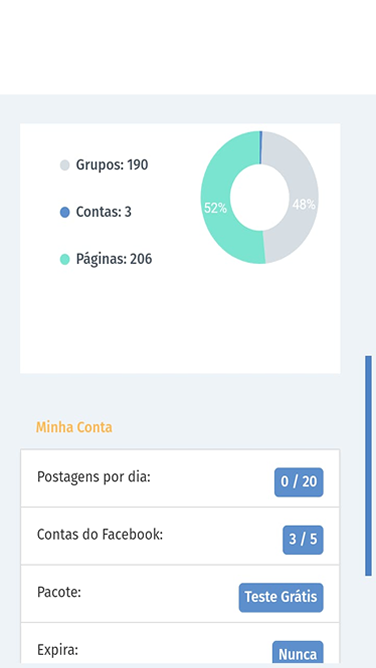 Grupos: 190
Contas: 3
Páginas: 206
52%
48%
Minha Conta
Postagens por dia:
0 / 20
Contas do Facebook:
3 / 5
Pacote:
Teste Grátis
Expira:
Nunca